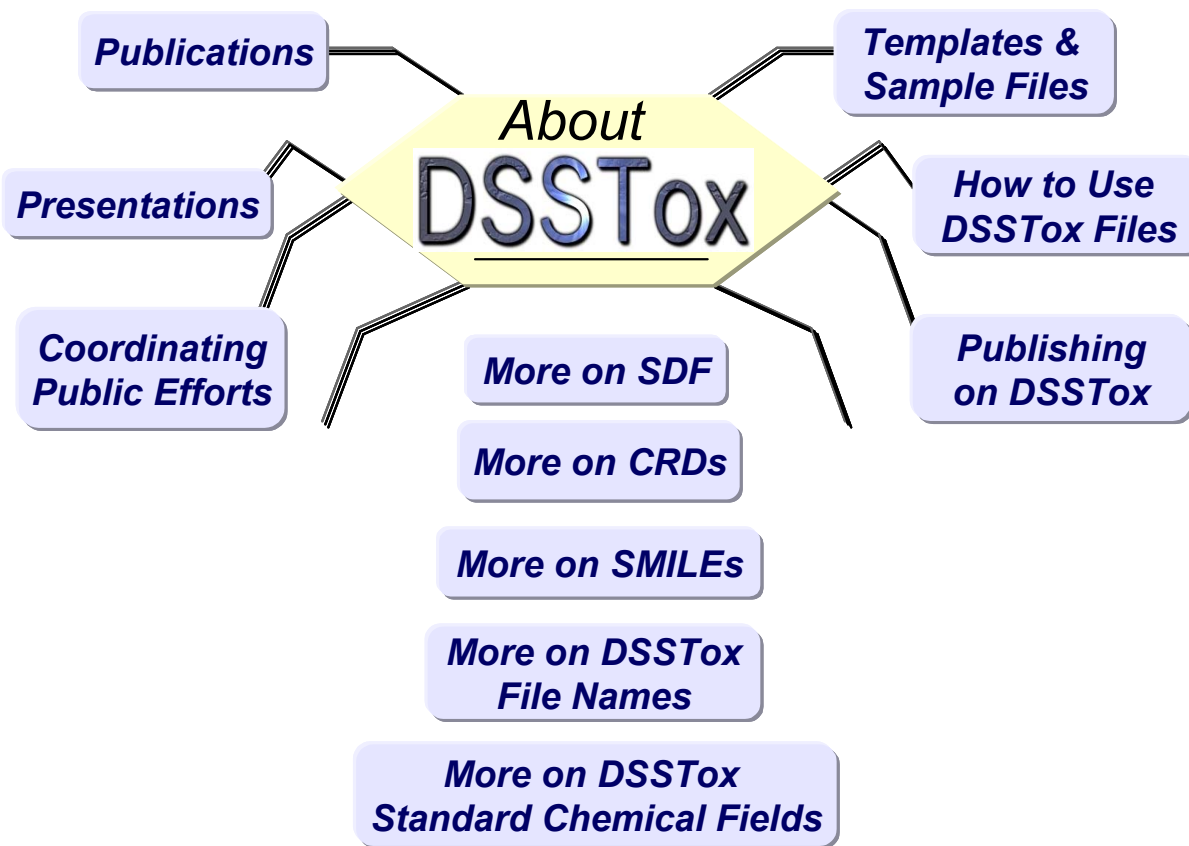 Publications
Templates &
Sample Files
About
DSSTox
Presentations
How to Use
DSSTox Files
Coordinating
Public Efforts
Publishing
on DSSTox
More on SDF
More on CRDs
More on SMILEs
More on DSSTox
File Names
More on DSSTox
Standard Chemical Fields